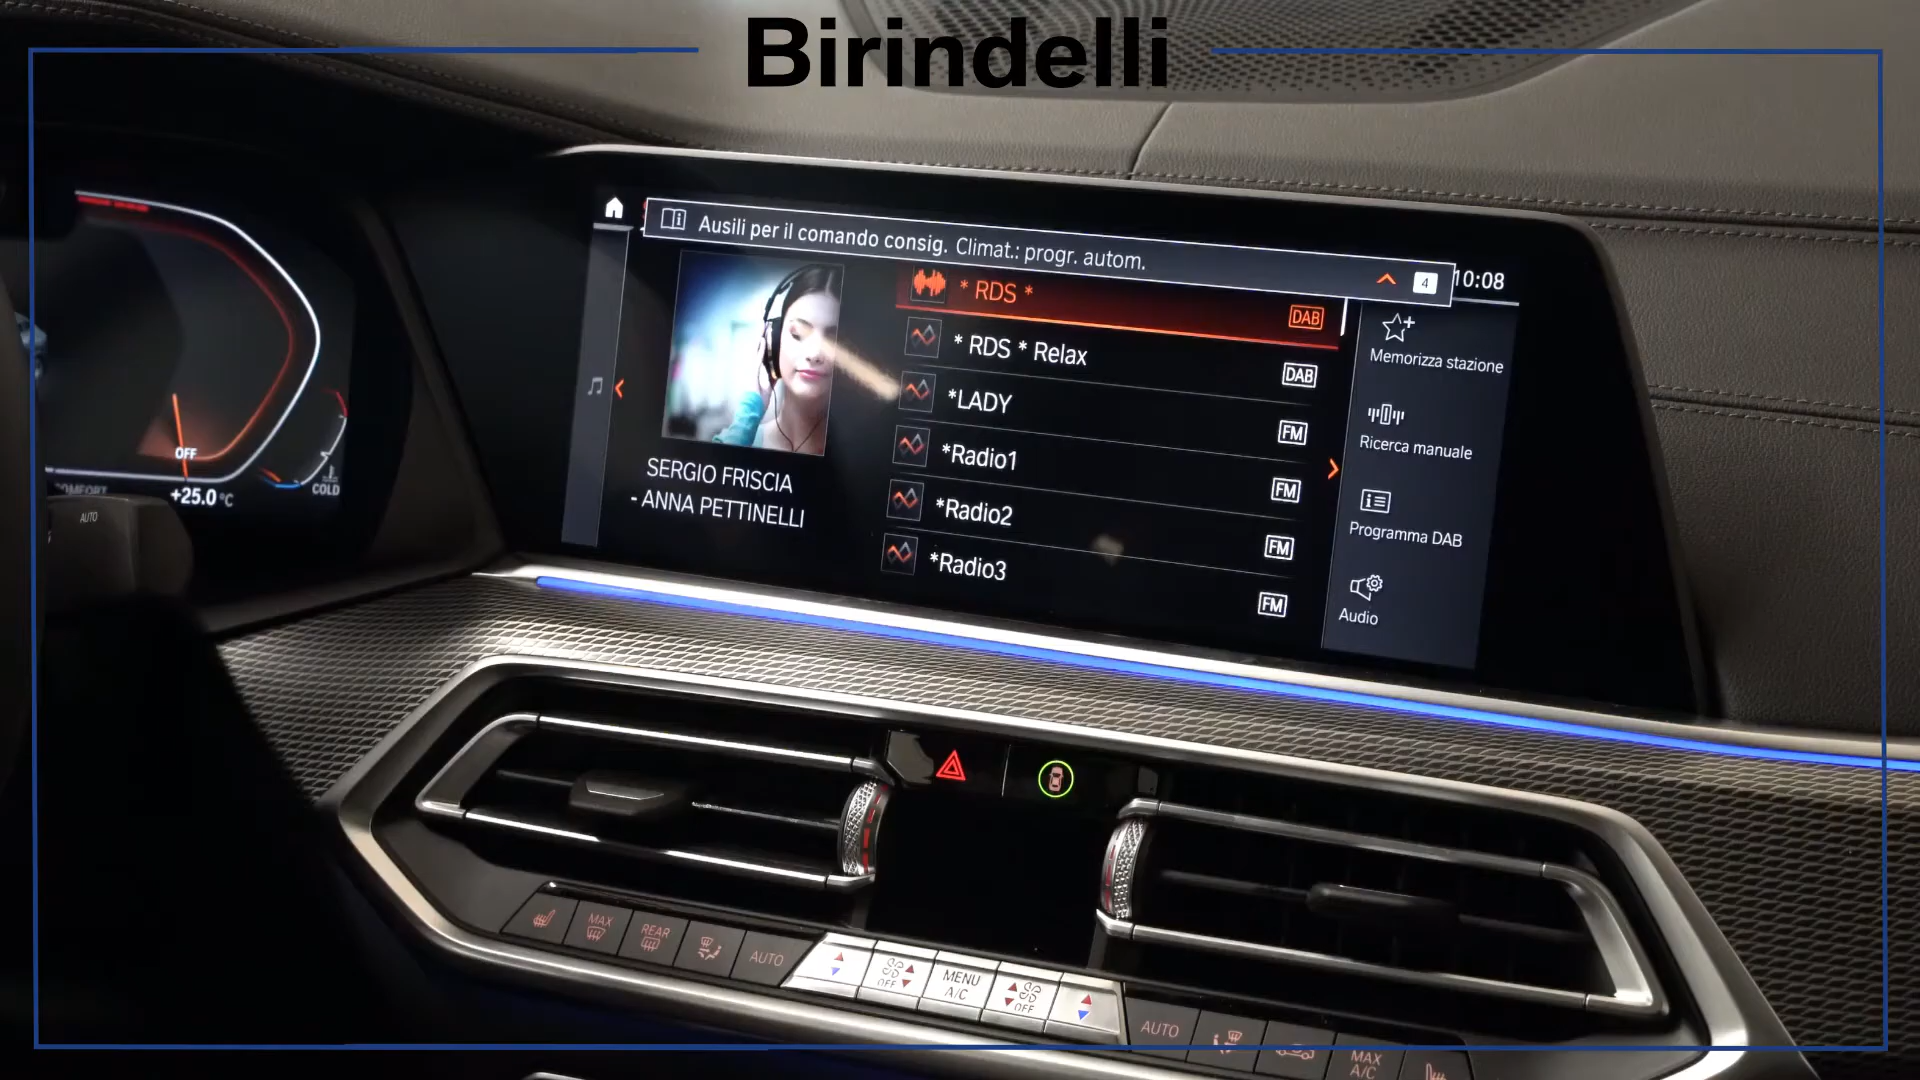 Birindelli
Ausili per il comando consig. Climat.: progr. autom.
4
10:08
* RDS *
DAB
* RDS * Relax
DAB
*LADY
FM
*Radio1
FM
*Radio2
FM
*Radio3
FM
SERGIO FRISCIA
- ANNA PETTINELLI
Memorizza stazione
Ricerca manuale
Programma DAB
Audio
OFF
COMFORT
+25.0 °C
COLD
AUTO
MAX
REAR
AUTO
OFF
MENU
A/C
OFF
AUTO
MAX
A/C